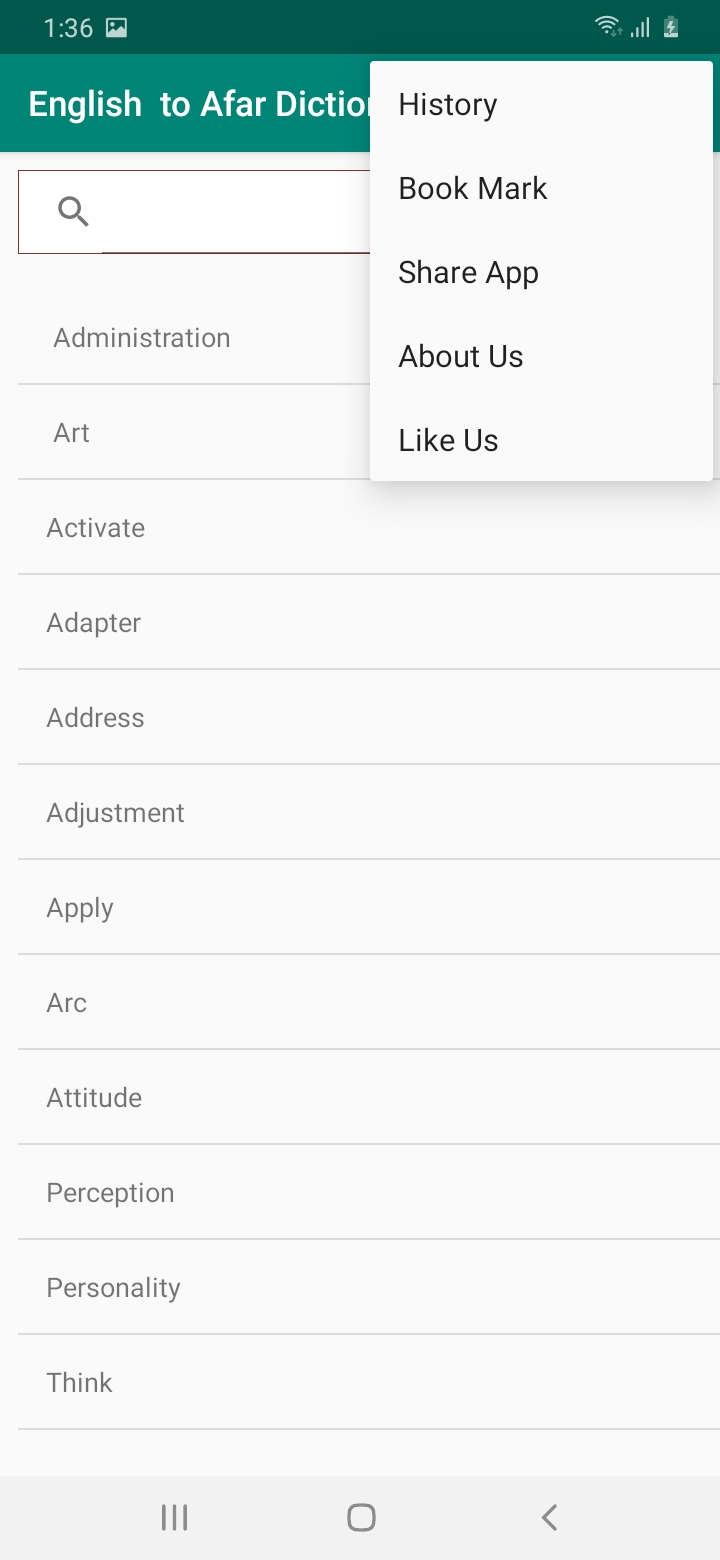 1:36
English  to Afar Diction
History
Book Mark
Share App
About Us
Like Us
Administration
Art
Activate
Adapter
Address
Adjustment
Apply
Arc
Attitude
Perception
Personality
Think